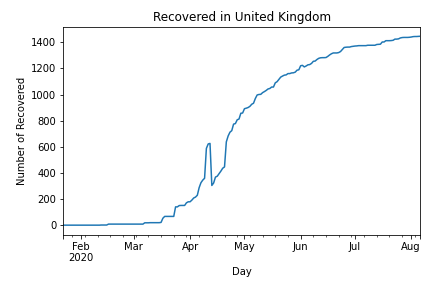 Recovered in United Kingdom
Number of Recovered
1400
1200
1000
800
600
400
200
0
Feb Mar Apr May Jun Jul Aug
2020
Day